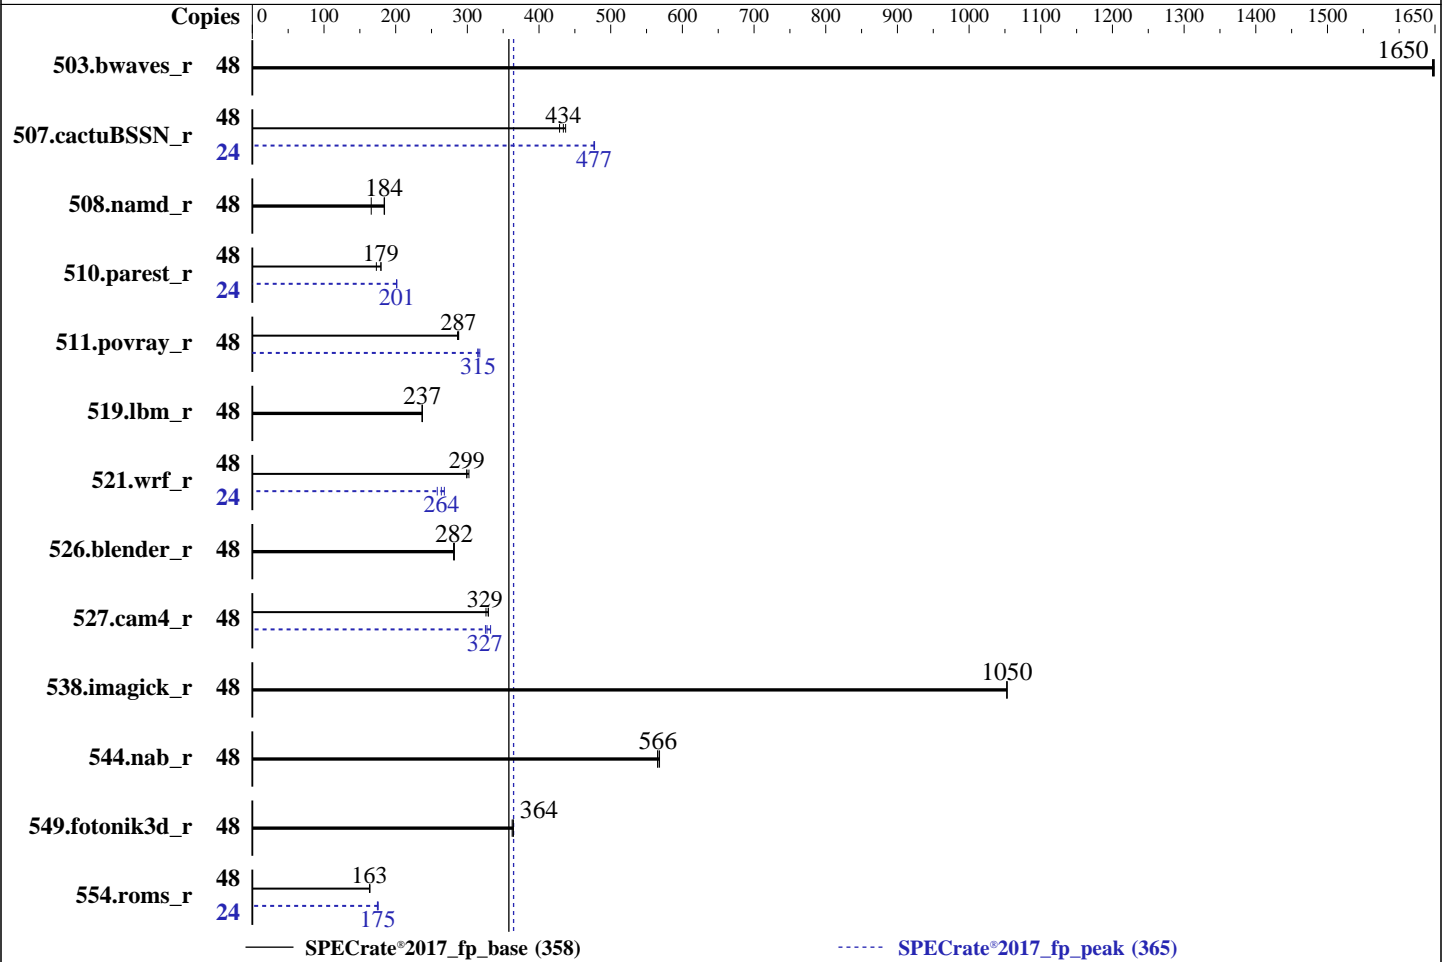 Copies 0 100 200 300 400 500 600 700 800 900 1000 1100 1200 1300 1400 1500 1650
503.bwaves_r 48 1650
507.cactuBSSN_r 48 434
24 477
508.namd_r 48 184
510.parest_r 48 179
24 201
511.povray_r 48 287
315
519.lbm_r 48 237
521.wrf_r 48 299
24 264
526.blender_r 48 282
527.cam4_r 48 329
327
538.imagick_r 48 1050
544.nab_r 48 566
549.fotonik3d_r 48 364
554.roms_r 48 163
24 175
SPECrate®2017_fp_base (358) SPECrate®2017_fp_peak (365)